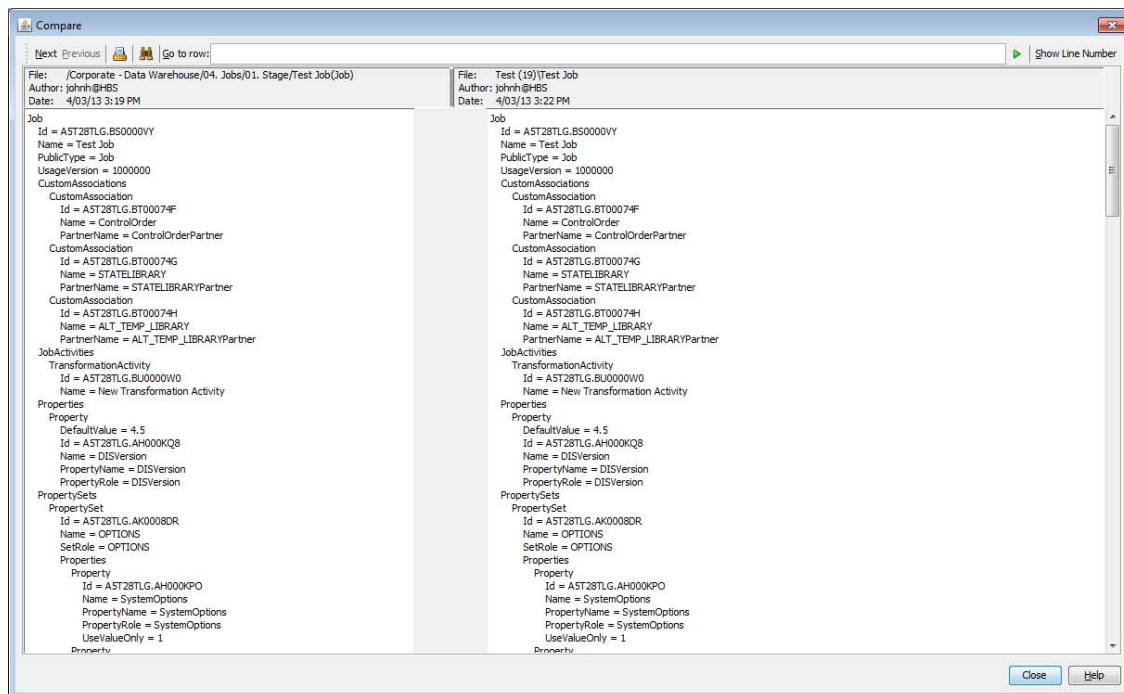 Compare
Next Previous Go to row: Show Line Number
File: /Corporate - Data Warehouse/04. Jobs/01. Stage/Test Job(Job)
Author: johnh@HBS
Date: 4/03/13 3:19 PM
File: Test (19)\Test Job
Author: johnh@HBS
Date: 4/03/13 3:22 PM
Job
Id = A5T28TLG.BS0000VY
Name = Test Job
PublicType = Job
UsageVersion = 1000000
CustomAssociations
CustomAssociation
Id = A5T28TLG.BT00074F
Name = ControlOrder
PartnerName = ControlOrderPartner
CustomAssociation
Id = A5T28TLG.BT00074G
Name = STATELIBRARY
PartnerName = STATELIBRARYPartner
CustomAssociation
Id = A5T28TLG.BT00074H
Name = ALT_TEMP_LIBRARY
PartnerName = ALT_TEMP_LIBRARYPartner
JobActivities
TransformationActivity
Id = A5T28TLG.BU0000W0
Name = New Transformation Activity
Properties
Property
DefaultValue = 4.5
Id = A5T28TLG.AH000KQ8
Name = DISVersion
PropertyName = DISVersion
PropertyRole = DISVersion
PropertySets
PropertySet
Id = A5T28TLG.AK0008DR
Name = OPTIONS
SetRole = OPTIONS
Properties
Property
Id = A5T28TLG.AH000KPO
Name = SystemOptions
PropertyName = SystemOptions
PropertyRole = SystemOptions
UseValueOnly = 1
Property
Job
Id = A5T28TLG.BS0000VY
Name = Test Job
PublicType = Job
UsageVersion = 1000000
CustomAssociations
CustomAssociation
Id = A5T28TLG.BT00074F
Name = ControlOrder
PartnerName = ControlOrderPartner
CustomAssociation
Id = A5T28TLG.BT00074G
Name = STATELIBRARY
PartnerName = STATELIBRARYPartner
CustomAssociation
Id = A5T28TLG.BT00074H
Name = ALT_TEMP_LIBRARY
PartnerName = ALT_TEMP_LIBRARYPartner
JobActivities
TransformationActivity
Id = A5T28TLG.BU0000W0
Name = New Transformation Activity
Properties
Property
DefaultValue = 4.5
Id = A5T28TLG.AH000KQ8
Name = DISVersion
PropertyName = DISVersion
PropertyRole = DISVersion
PropertySets
PropertySet
Id = A5T28TLG.AK0008DR
Name = OPTIONS
SetRole = OPTIONS
Properties
Property
Id = A5T28TLG.AH000KPO
Name = SystemOptions
PropertyName = SystemOptions
PropertyRole = SystemOptions
UseValueOnly = 1
Property
Close Help